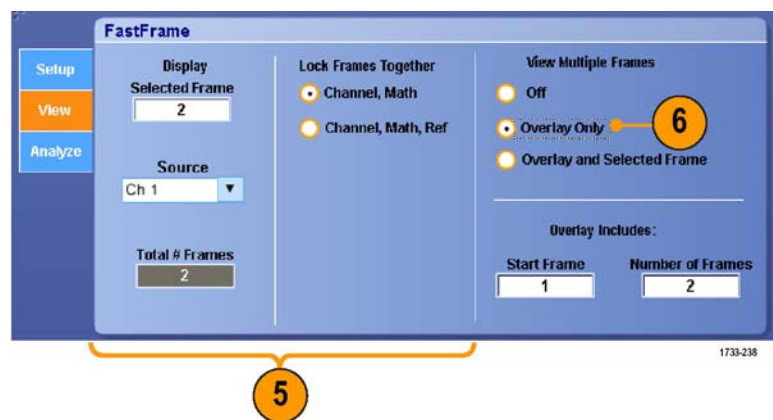 FastFrame
Setup
View
Analyze
Display
Selected Frame
2
Source
Ch 1
Total # Frames
2
Lock Frames Together
Channel, Math
Channel, Math, Ref
View Multiple Frames
Off
Overlay Only
6
Overlay and Selected Frame
Overlay Includes:
Start Frame
1
Number of Frames
2
1733-238
5